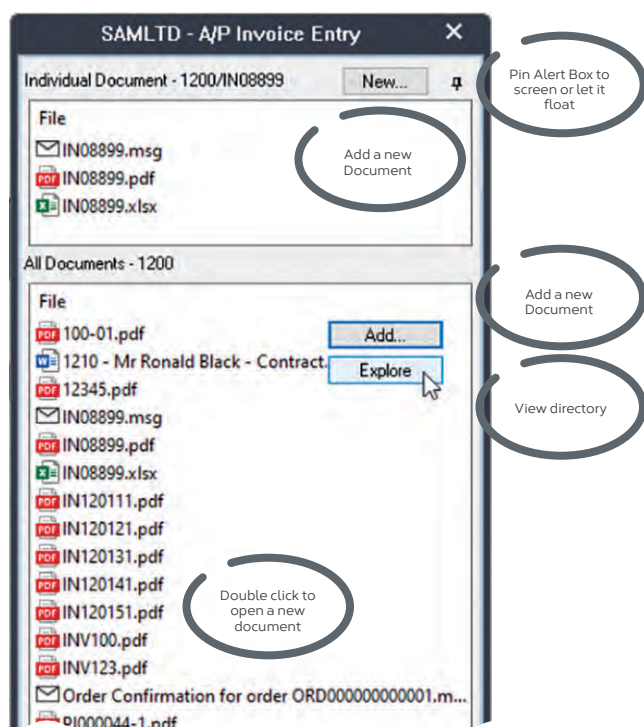 SAMLTD - A/P Invoice Entry
Individual Document - 1200/IN08899
New...
Pin Alert Box to
screen or let it
float
File
IN08899.msg
IN08899.pdf
IN08899.xlsx
Add a new
Document
All Documents - 1200
File
100-01.pdf
Add...
Add a new
Document
1210 - Mr Ronald Black - Contract.
Explore
12345.pdf
View directory
IN08899.msg
IN08899.pdf
IN08899.xlsx
IN120111.pdf
IN120121.pdf
IN120131.pdf
IN120141.pdf
IN120151.pdf
Double click to
open a new
document
INV100.pdf
INV123.pdf
Order Confirmation for order ORD000000000001.m...
PI000044-1.pdf